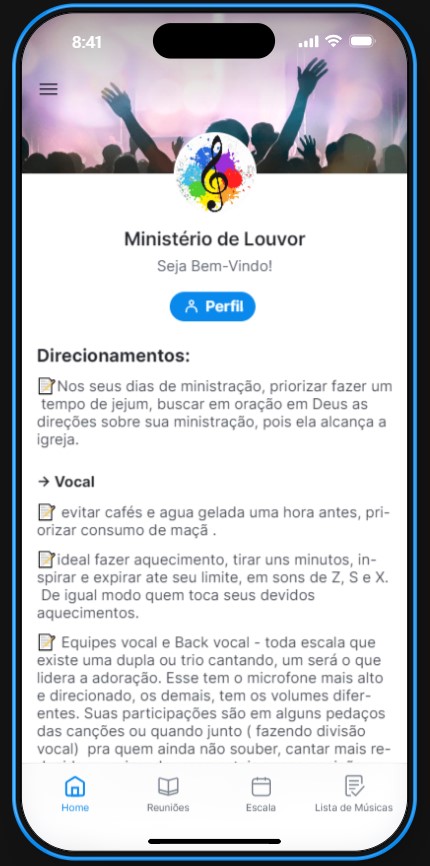 8:41
Ministério de Louvor
Seja Bem-Vindo!
Perfil
Direcionamentos:
📝Nos seus dias de ministração, priorizar fazer um
tempo de jejum, buscar em oração em Deus as
direções sobre sua ministração, pois ela alcança a
igreja.
→ Vocal
📝 evitar cafés e agua gelada uma hora antes, pri-
orizar consumo de maçã .
📝ideal fazer aquecimento, tirar uns minutos, in-
spirar e expirar ate seu limite, em sons de Z, S e X.
De igual modo quem toca seus devidos
aquecimentos.
📝 Equipes vocal e Back vocal - toda escala que
existe uma dupla ou trio cantando, um será o que
lidera a adoração. Esse tem o microfone mais alto
e direcionado, os demais, tem os volumes difer-
entes. Suas participações são em alguns pedaços
das canções ou quando junto ( fazendo divisão
vocal)  pra quem ainda não souber, cantar mais re-
Home
Reuniões
Escala
Lista de Músicas